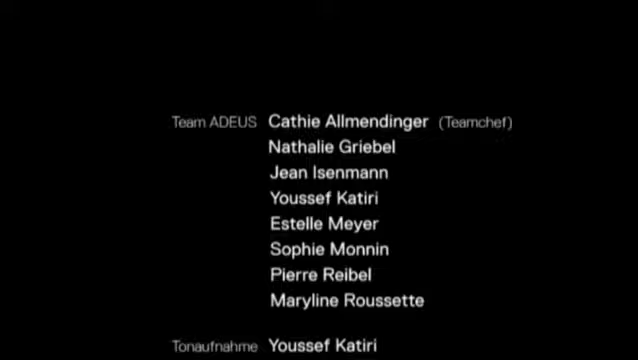 Team ADEUS Cathie Allmendinger (Teamchef)
Nathalie Griebel
Jean Isenmann
Youssef Katiri
Estelle Meyer
Sophie Monnin
Pierre Reibel
Maryline Roussette
Tonaufnahme Youssef Katiri